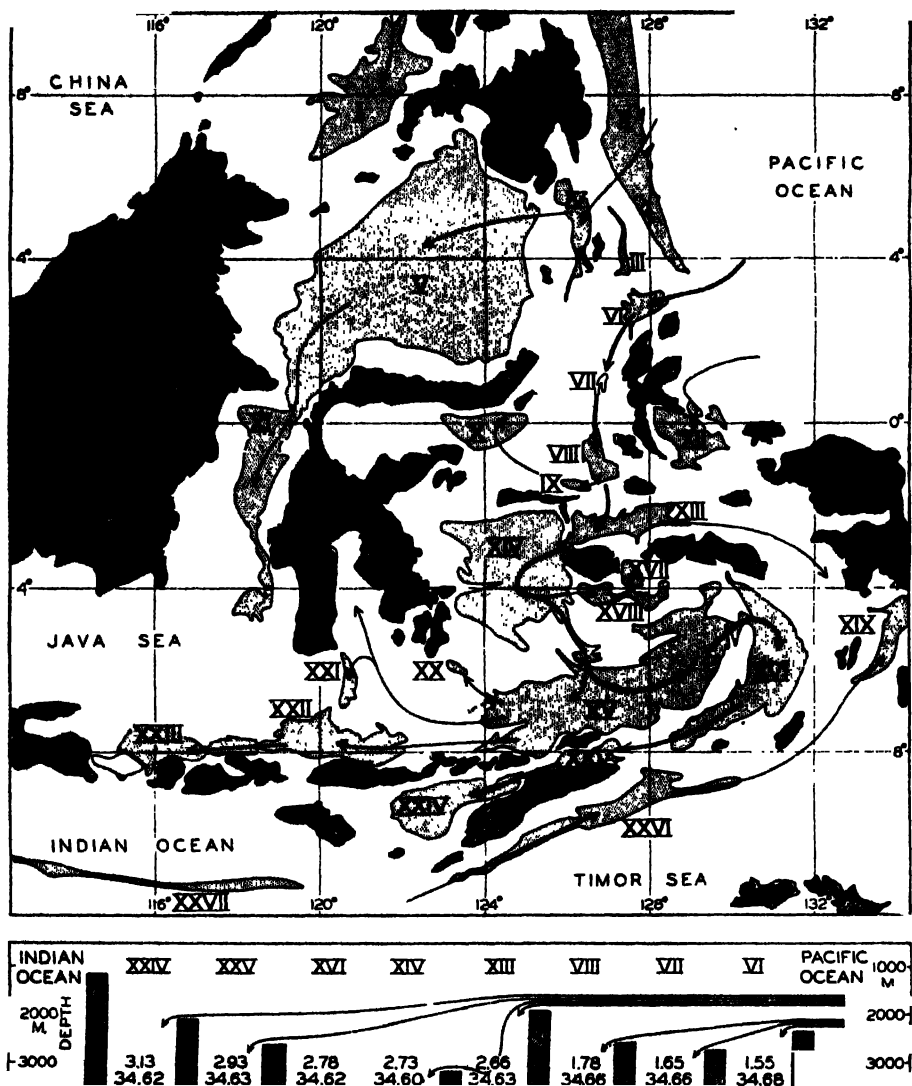 116° 120° 124° 128° 132°
CHINA SEA
8° 8°
PACIFIC OCEAN
4° 4°
III
V
VI
VII
0°
X
VIII
IX
XIII
XIV
XVI
4° 4°
XVIII
JAVA SEA
XIX
XXI XX
XV
XXII
XXIII
8° 8°
XXIV
XXVI
INDIAN OCEAN
TIMOR SEA
XXVII
116° 120° 124° 128° 132°
INDIAN OCEAN XXIV XXV XVI XIV XIII VIII VII VI PACIFIC OCEAN 1000 M
2000 M. DEPTH 2000
3000 3.13 2.93 2.78 2.73 2.66 1.78 1.65 1.55 3000
34.62 34.63 34.62 34.60 34.63 34.66 34.66 34.68